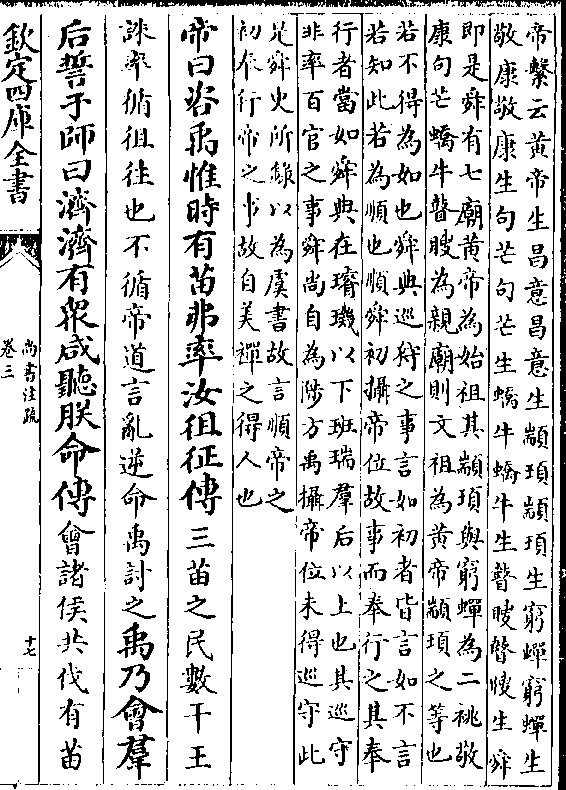 帝繫云黄帝生昌意昌意生顓頊顓頊生窮蟬窮蟬生
敬康敬康生句芒句芒生蟜牛蟜牛生瞽瞍瞽瞍生舜
即是舜有七廟黄帝為始祖其顓頊與窮蟬為二祧敬
康句芒蟜牛瞽瞍為親廟則文祖為黄帝顓頊之等也
若不得為如也舜典巡狩之事言如初者皆言如不言
若知此若為順也順舜初攝帝位故事而奉行之其奉
行者當如舜典在璿璣以下班瑞羣后以上也其巡守
非率百官之事舜尚自為陟方禹攝帝位未得巡守此
是舜史所録以為虞書故言順帝之
初奉行帝之事故自美禪之得人也
帝曰咨禹惟時有苗弗率汝徂征傳三苗之民數干王
誅率循徂往也不循帝道言亂逆命禹討之禹乃會羣
后誓于師曰濟濟有衆咸聽朕命傳會諸侯共伐有苗
欽定四庫全書
尚書注疏
卷三
十七